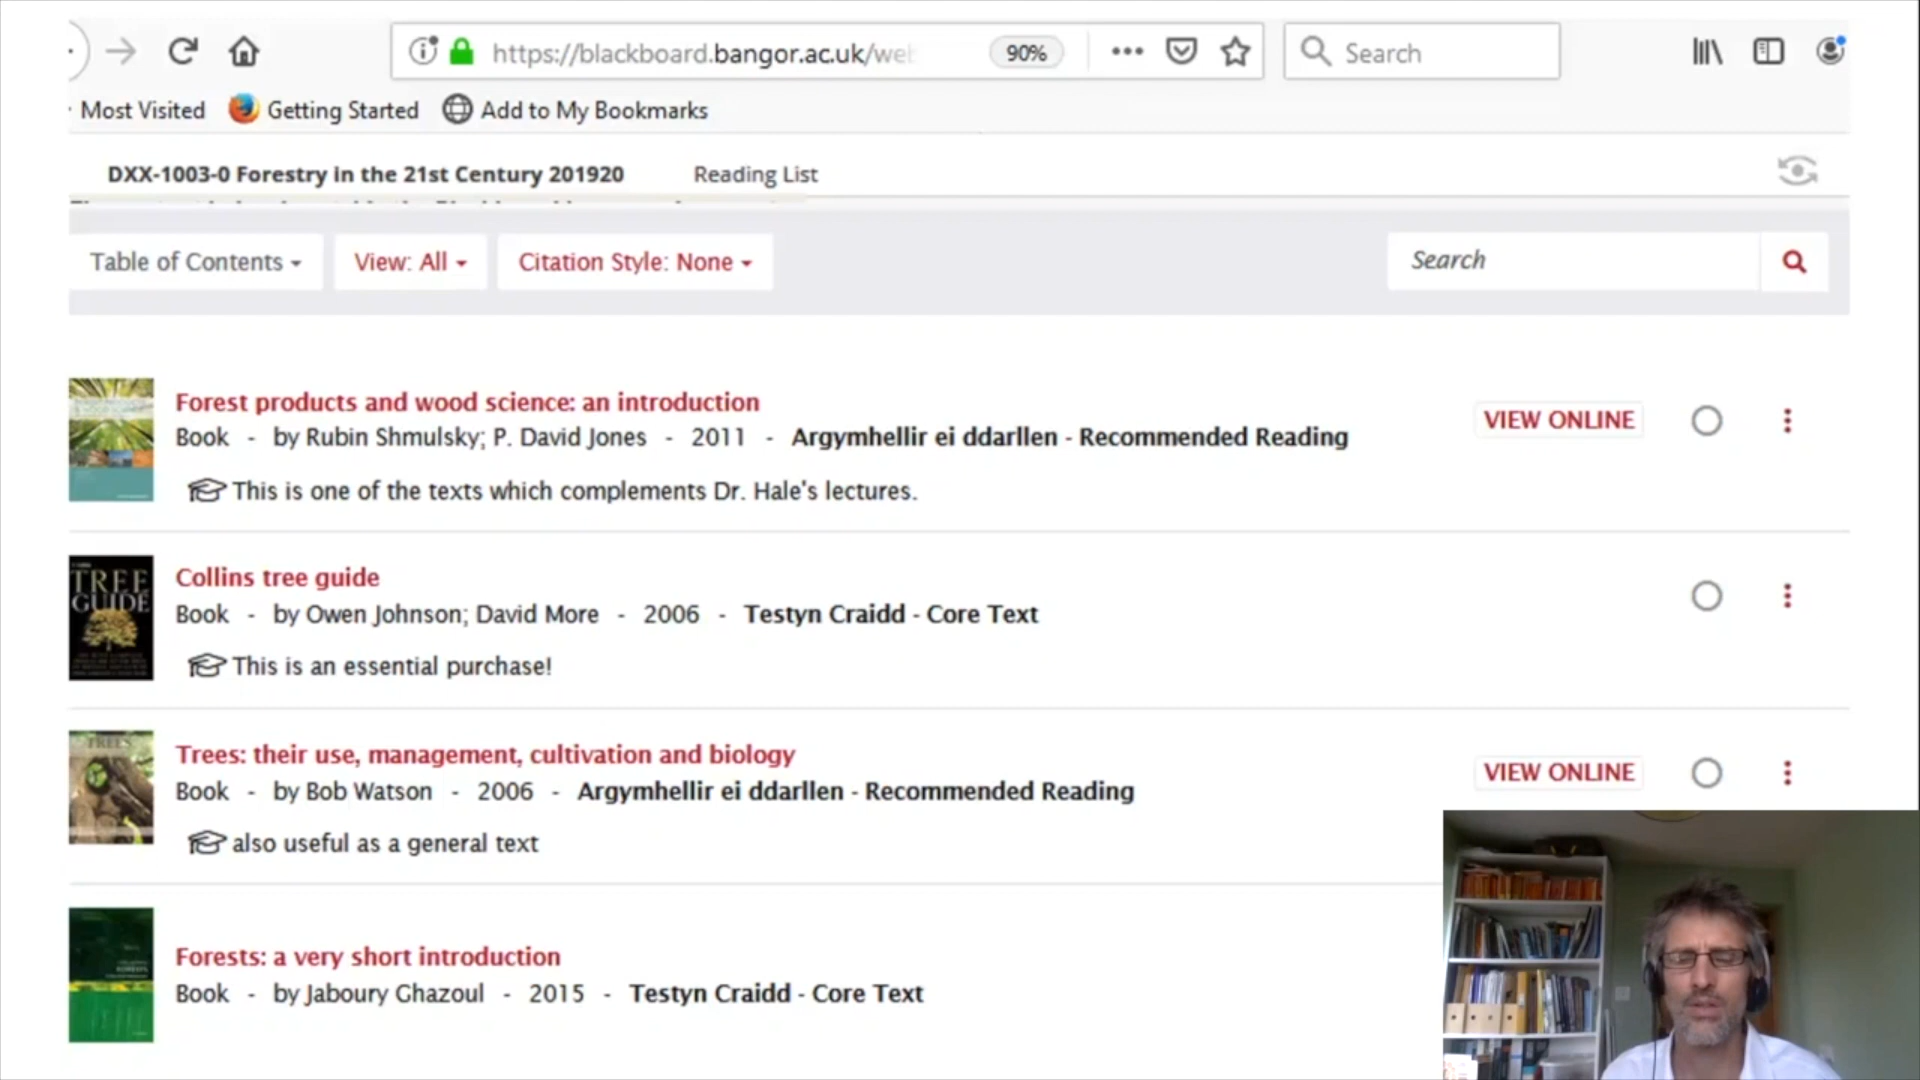 https://blackboard.bangor.ac.uk/we
90%
Search
Most Visited
Getting Started
Add to My Bookmarks
DXX-1003-0 Forestry in the 21st Century 201920
Reading List
Table of Contents
View: All
Citation Style: None
Search
Forest products and wood science: an introduction
Book - by Rubin Shmulsky; P. David Jones - 2011 - Argymhellir ei ddarllen - Recommended Reading
VIEW ONLINE
This is one of the texts which complements Dr. Hale's lectures.
TREE
GUIDE
Collins tree guide
Book - by Owen Johnson; David More - 2006 - Testyn Craidd - Core Text
This is an essential purchase!
TREES
Trees: their use, management, cultivation and biology
Book - by Bob Watson - 2006 - Argymhellir ei ddarllen - Recommended Reading
VIEW ONLINE
also useful as a general text
Forests: a very short introduction
Book - by Jaboury Ghazoul - 2015 - Testyn Craidd - Core Text